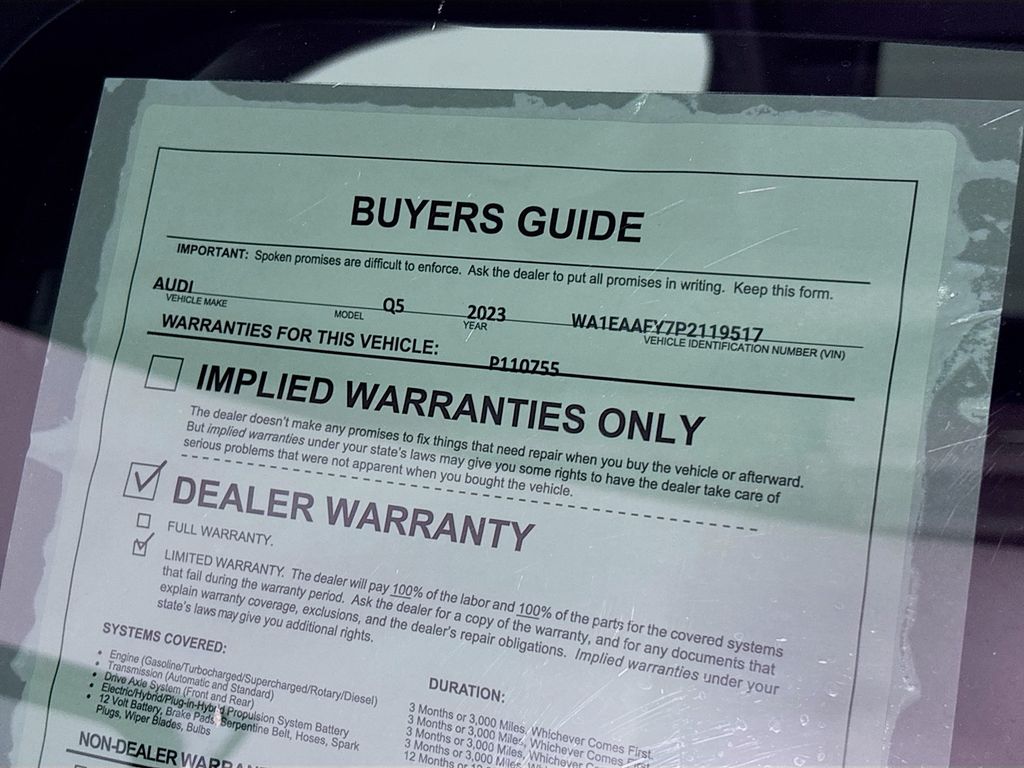 BUYERS GUIDE
IMPORTANT: Spoken promises are difficult to enforce. Ask the dealer to put all promises in writing. Keep this form.
AUDI Q5 2023 WA1EAAFY7P2119517
VEHICLE MAKE MODEL YEAR VEHICLE IDENTIFICATION NUMBER (VIN)
WARRANTIES FOR THIS VEHICLE: P110755
IMPLIED WARRANTIES ONLY
The dealer doesn't make any promises to fix things that need repair when you buy the vehicle or afterward.
But implied warranties under your state's laws may give you some rights to have the dealer take care of
serious problems that were not apparent when you bought the vehicle.
DEALER WARRANTY
FULL WARRANTY.
LIMITED WARRANTY. The dealer will pay 100% of the labor and 100% of the parts for the covered systems
that fail during the warranty period. Ask the dealer for a copy of the warranty, and for any documents that
explain warranty coverage, exclusions, and the dealer's repair obligations. Implied warranties under your
state's laws may give you additional rights.
SYSTEMS COVERED:
• Engine (Gasoline/Turbocharged/Supercharged/Rotary/Diesel)
• Transmission (Automatic and Standard)
• Drive Axle System (Front and Rear)
• Electric/Hybrid/Plug-in-Hybrid Propulsion System Battery
• 12 Volt Battery, Brake Pads, Serpentine Belt, Hoses, Spark
Plugs, Wiper Blades, Bulbs
DURATION:
3 Months or 3,000 Miles, Whichever Comes First.
3 Months or 3,000 Miles, Whichever Comes First.
3 Months or 3,000 Miles, Whichever Comes First.
3 Months or 3,000 Miles, Whichever Comes First.
12 Months or
NON-DEALER